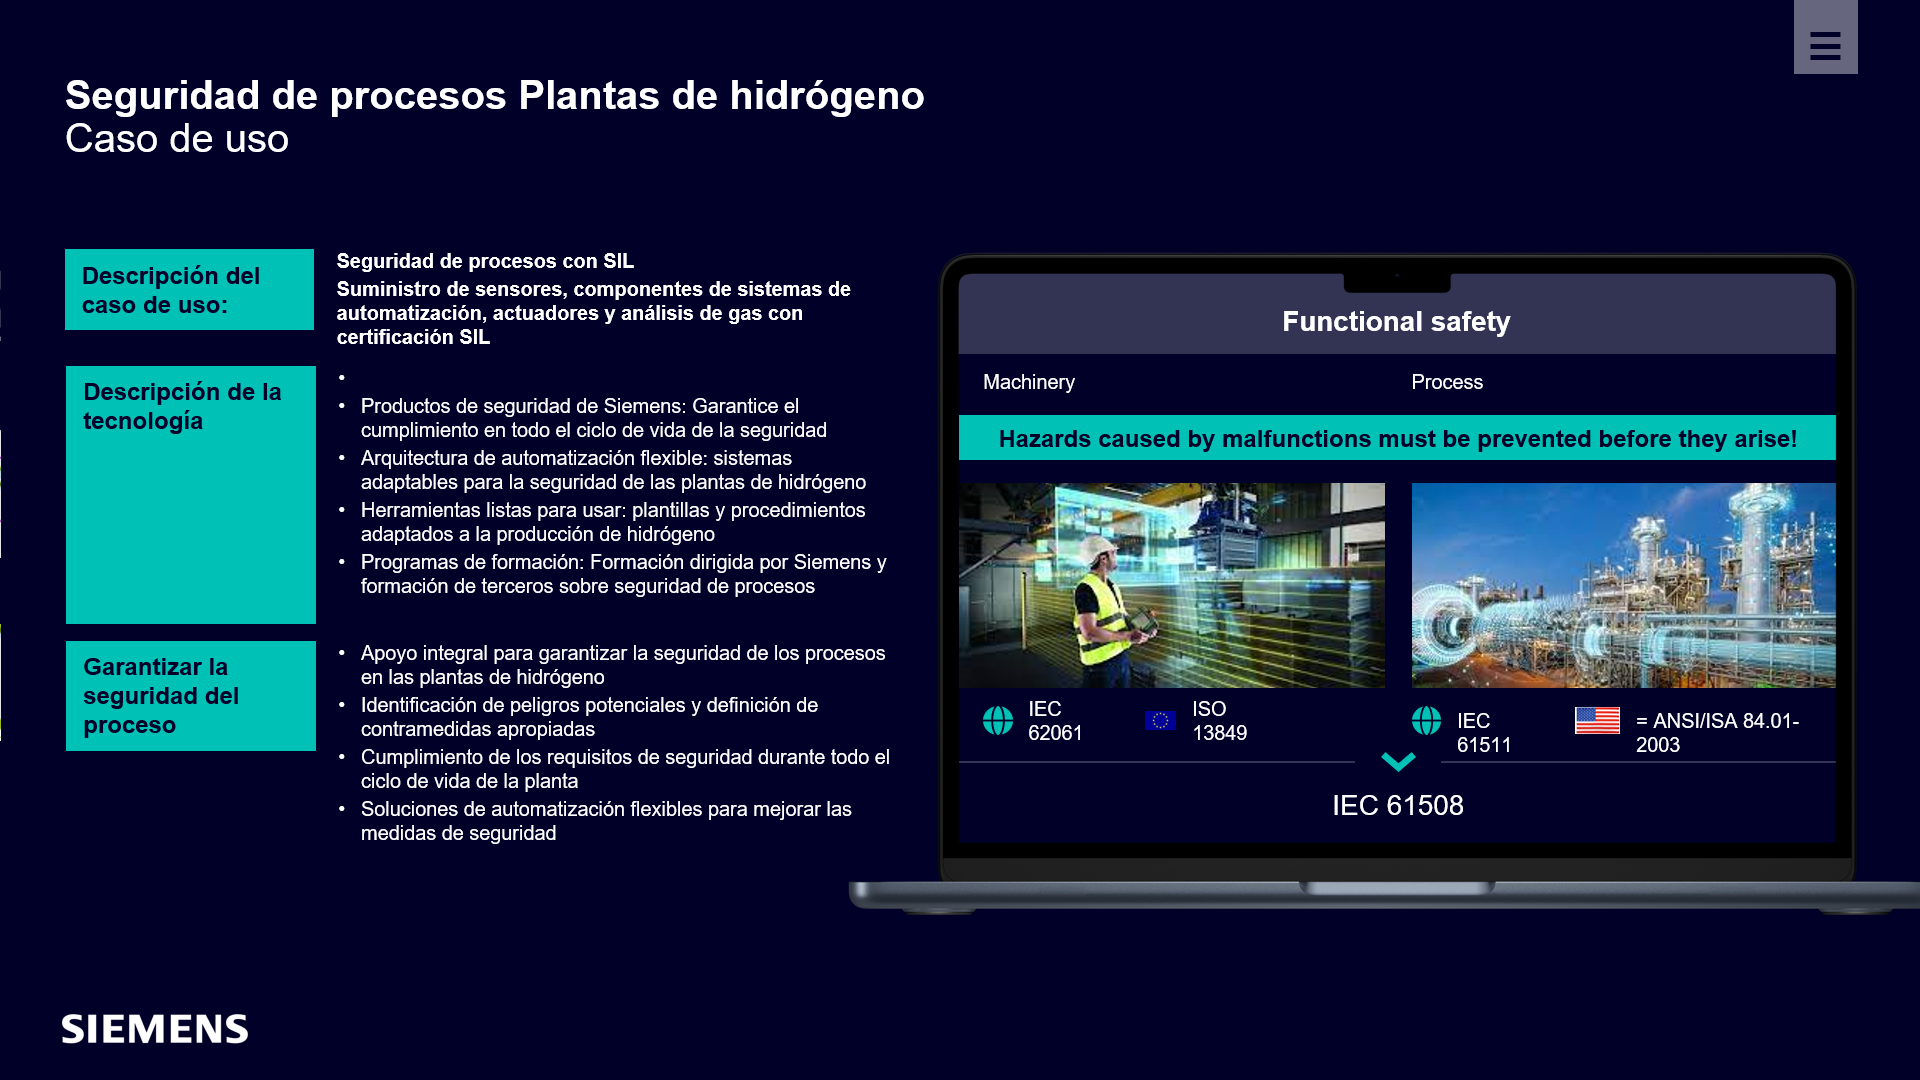 Seguridad de procesos Plantas de hidrógeno
Caso de uso
Descripción del
caso de uso:
Seguridad de procesos con SIL
Suministro de sensores, componentes de sistemas de
automatización, actuadores y análisis de gas con
certificación SIL
Descripción de la
tecnología
•
• Productos de seguridad de Siemens: Garantice el
cumplimiento en todo el ciclo de vida de la seguridad
• Arquitectura de automatización flexible: sistemas
adaptables para la seguridad de las plantas de hidrógeno
• Herramientas listas para usar: plantillas y procedimientos
adaptados a la producción de hidrógeno
• Programas de formación: Formación dirigida por Siemens y
formación de terceros sobre seguridad de procesos
Garantizar la
seguridad del
proceso
• Apoyo integral para garantizar la seguridad de los procesos
en las plantas de hidrógeno
• Identificación de peligros potenciales y definición de
contramedidas apropiadas
• Cumplimiento de los requisitos de seguridad durante todo el
ciclo de vida de la planta
• Soluciones de automatización flexibles para mejorar las
medidas de seguridad
Functional safety
Machinery
Process
Hazards caused by malfunctions must be prevented before they arise!
IEC
62061
ISO
13849
IEC
61511
= ANSI/ISA 84.01-
2003
IEC 61508
SIEMENS